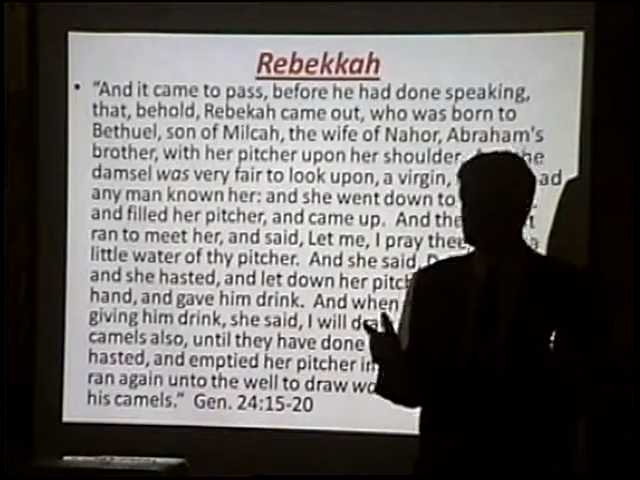 Rebekkah
• “And it came to pass, before he had done speaking,
that, behold, Rebekah came out, who was born to
Bethuel, son of Milcah, the wife of Nahor, Abraham's
brother, with her pitcher upon her shoulder.
damsel was very fair to look upon, a virgin,
any man known her: and she went down to
and filled her pitcher, and came up. And the
ran to meet her, and said, Let me, I pray thee, a
little water of thy pitcher. And she said,
and she hasted, and let down her
hand, and gave him drink. And when
giving him drink, she said, I will
camels also, until they have done
hasted, and emptied her pitcher
ran again unto the well to draw
his camels.” Gen. 24:15-20